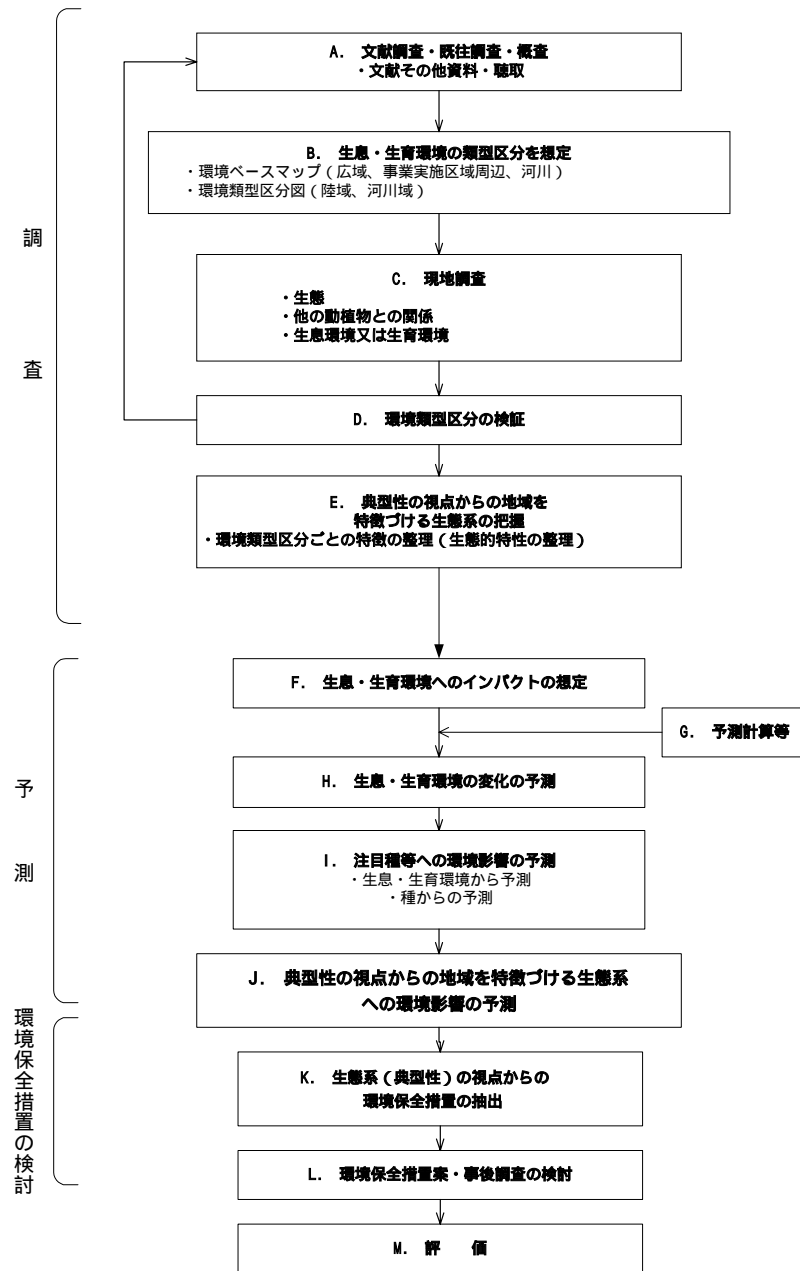 調査
A. 文献調査・既往調査・概査
・文献その他資料・聴取
B. 生息・生育環境の類型区分を想定
・環境ベースマップ（広域、事業実施区域周辺、河川）
・環境類型区分図（陸域、河川域）
C. 現地調査
・生態
・他の動植物との関係
・生息環境又は生育環境
D. 環境類型区分の検証
E. 典型性の視点からの地域を
特徴づける生態系の把握
・環境類型区分ごとの特徴の整理（生態的特性の整理）
予測
F. 生息・生育環境へのインパクトの想定
G. 予測計算等
H. 生息・生育環境の変化の予測
I. 注目種等への環境影響の予測
・生息・生育環境から予測
・種からの予測
J. 典型性の視点からの地域を特徴づける生態系
への環境影響の予測
環境保全措置の検討
K. 生態系（典型性）の視点からの
環境保全措置の抽出
L. 環境保全措置案・事後調査の検討
M. 評　価